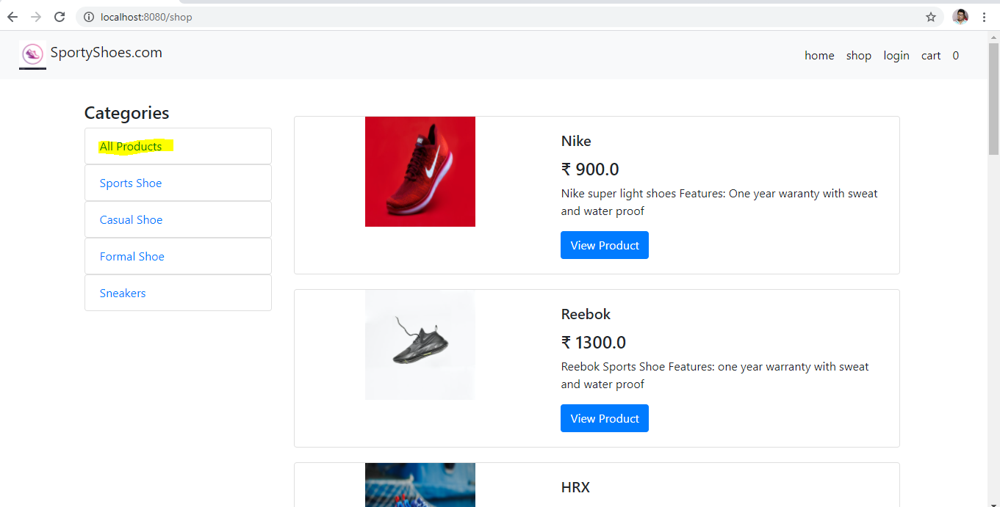 localhost:8080/shop
SportyShoes.com
home shop login cart 0
Categories
All Products
Sports Shoe
Casual Shoe
Formal Shoe
Sneakers
Nike
₹ 900.0
Nike super light shoes Features: One year waranty with sweat
and water proof
View Product
Reebok
₹ 1300.0
Reebok Sports Shoe Features: one year warranty with sweat
and water proof
View Product
HRX